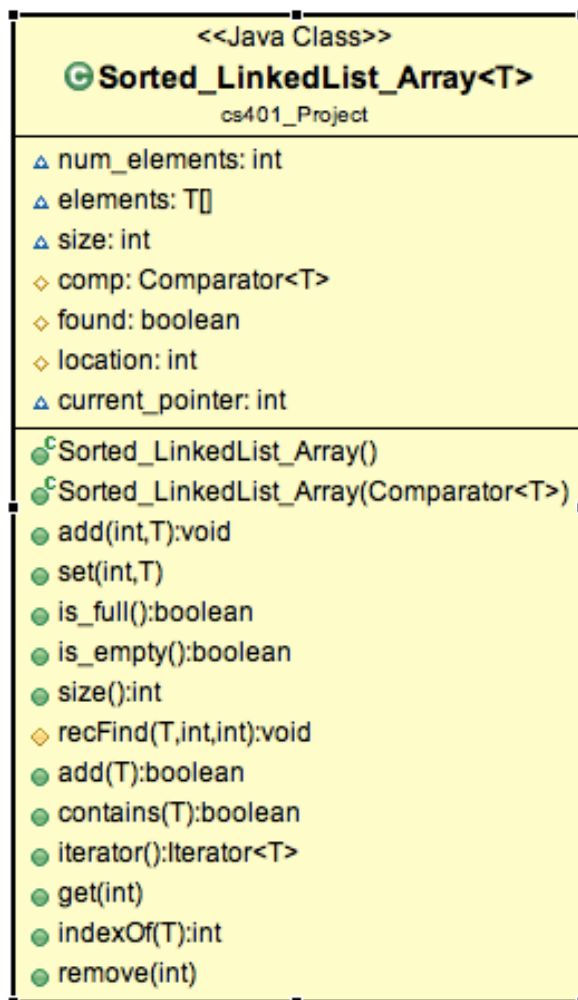 <<Java Class>>
C Sorted_LinkedList_Array<T>
cs401_Project
num_elements: int
elements: T[]
size: int
comp: Comparator<T>
found: boolean
location: int
current_pointer: int
C Sorted_LinkedList_Array()
C Sorted_LinkedList_Array(Comparator<T>)
add(int,T):void
set(int,T)
is_full():boolean
is_empty():boolean
size():int
recFind(T,int,int):void
add(T):boolean
contains(T):boolean
iterator():Iterator<T>
get(int)
indexOf(T):int
remove(int)